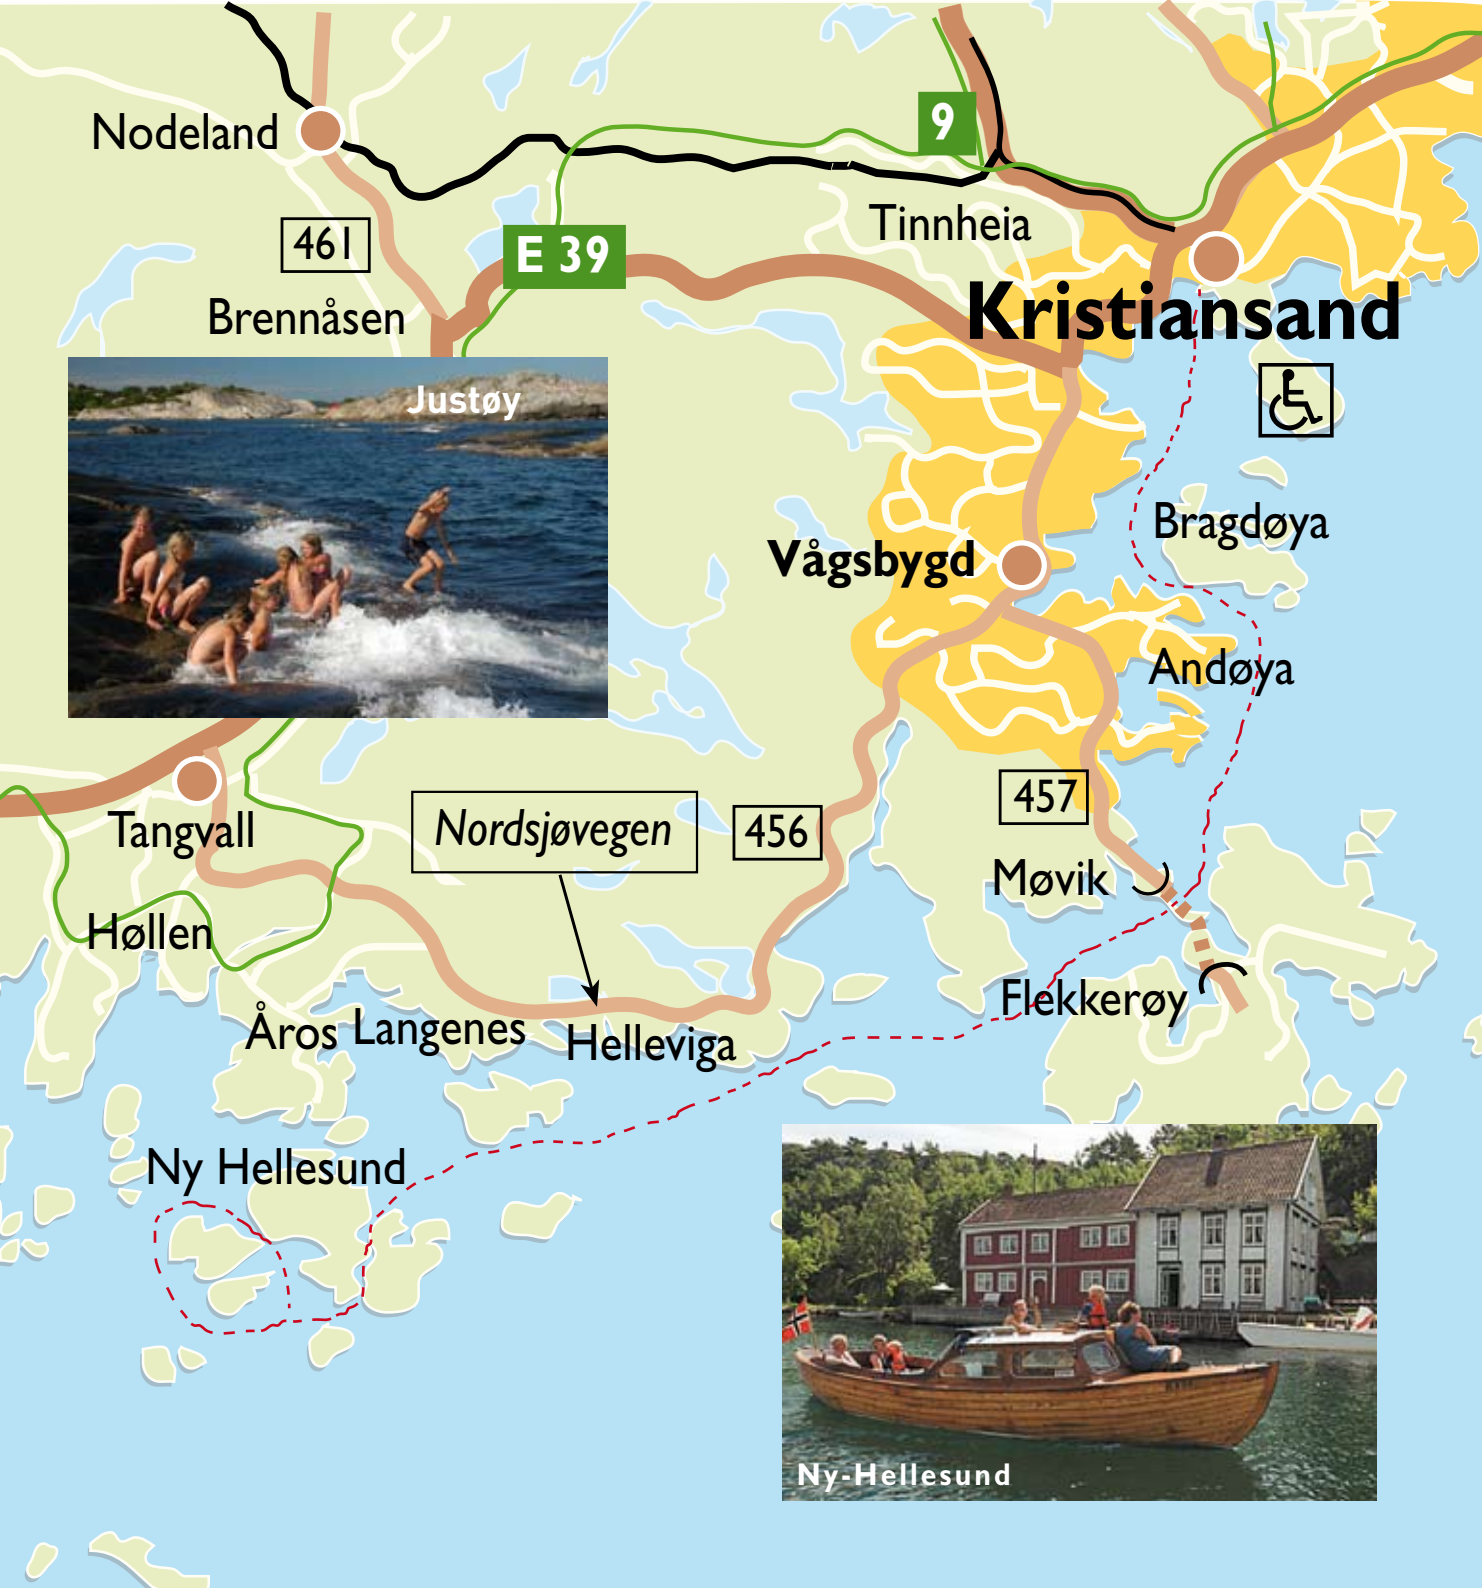 9
Nodeland
Tinnheia
461
E 39
Brennåsen
Kristiansand
Justøy
Bragdøya
Vågsbygd
Andøya
457
Nordsjøvegen
456
Tangvall
Møvik
Høllen
Flekkerøy
Åros
Langenes
Helleviga
Ny Hellesund
Ny-Hellesund